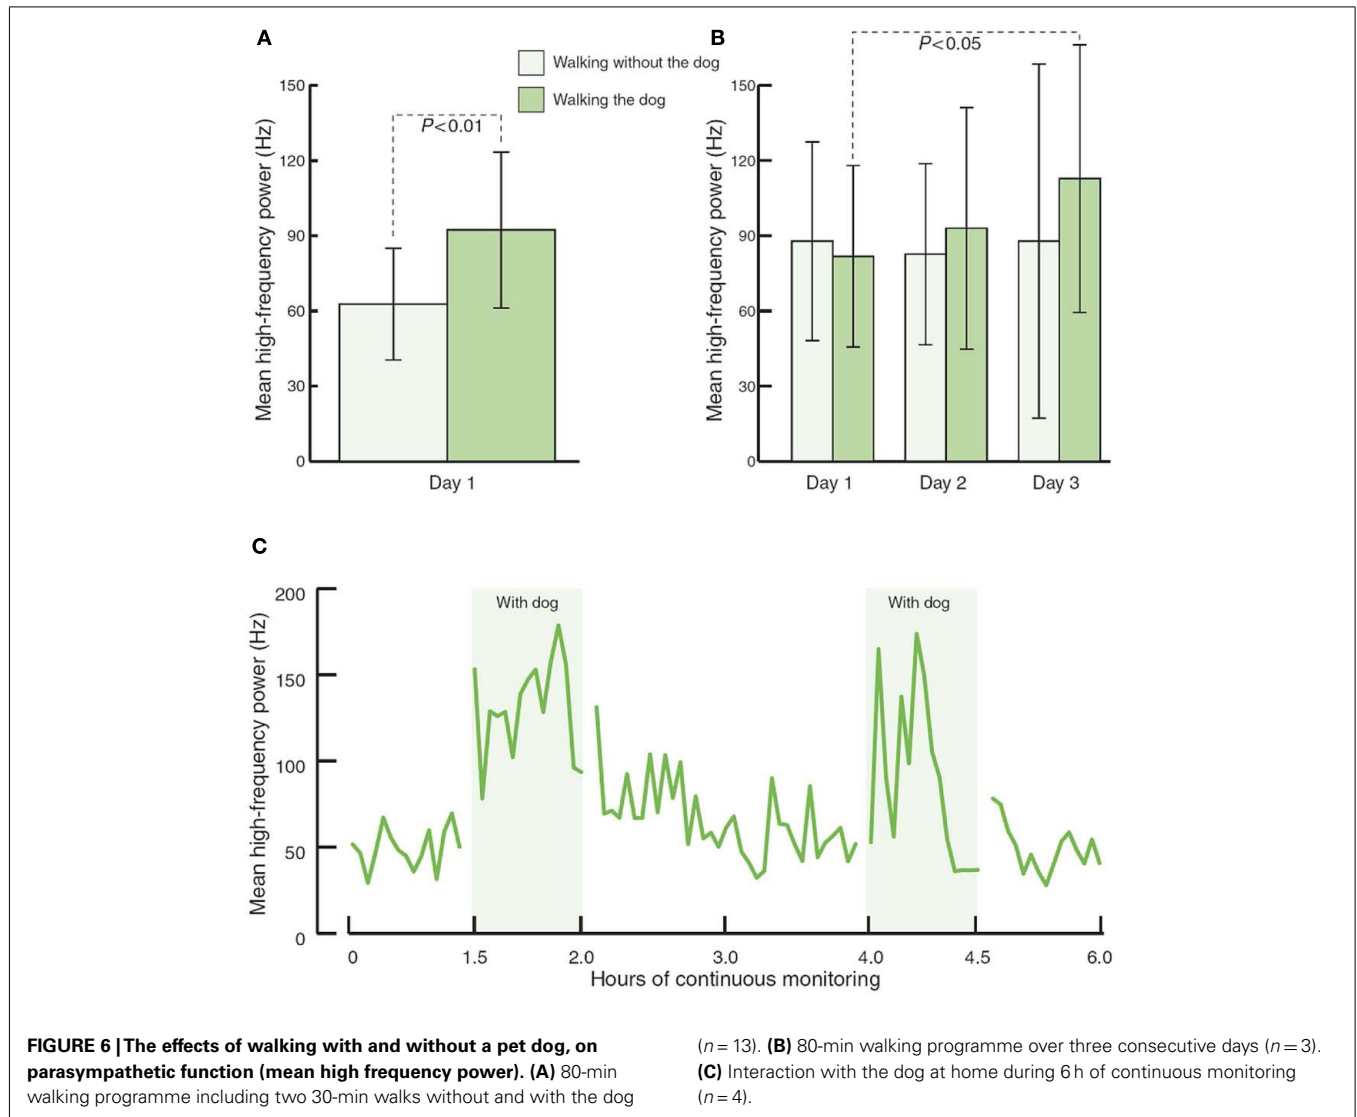 A
Walking without the dog
Walking the dog
150
120
90
60
30
0
Mean high-frequency power (Hz)
P<0.01
Day 1
B
P<0.05
150
120
90
60
30
0
Mean high-frequency power (Hz)
Day 1 Day 2 Day 3
C
200
150
100
50
0
Mean high-frequency power (Hz)
With dog
With dog
0 1.5 2.0 3.0 4.0 4.5 6.0
Hours of continuous monitoring
FIGURE 6 | The effects of walking with and without a pet dog, on
parasympathetic function (mean high frequency power). (A) 80-min
walking programme including two 30-min walks without and with the dog
(n = 13). (B) 80-min walking programme over three consecutive days (n = 3).
(C) Interaction with the dog at home during 6 h of continuous monitoring
(n = 4).